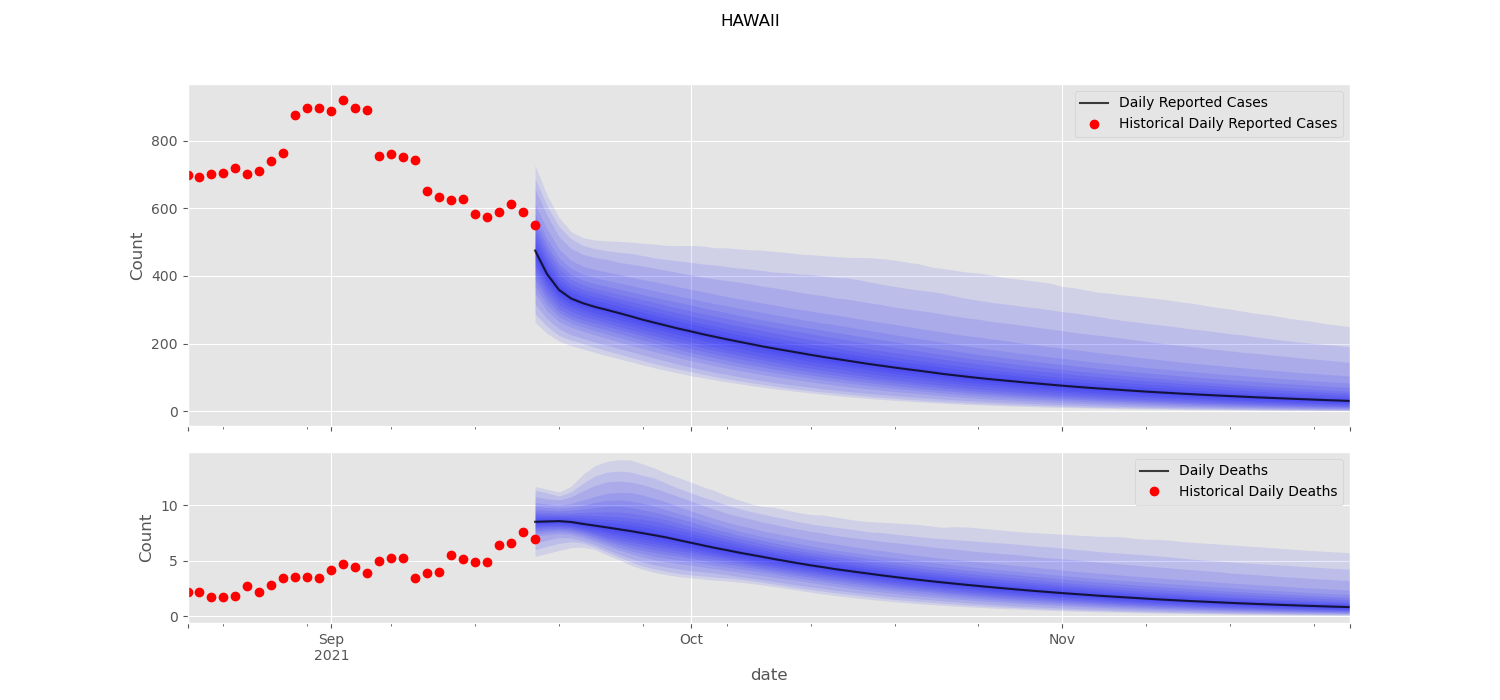 HAWAII
Daily Reported Cases
Historical Daily Reported Cases
Count
800
600
400
200
0
Daily Deaths
Historical Daily Deaths
Count
10
5
0
Sep
2021
Oct
Nov
date